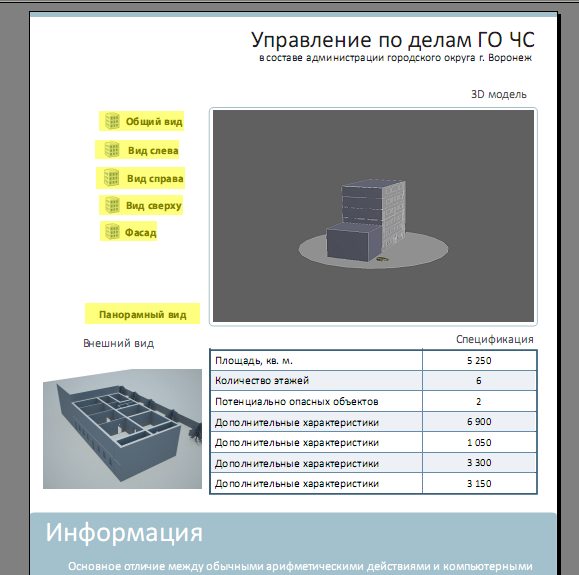 Управление по делам ГО ЧС
в составе администрации городского округа г. Воронеж
3D модель
Общий вид
Вид слева
Вид справа
Вид сверху
Фасад
Панорамный вид
Внешний вид
Спецификация
Площадь, кв. м. 5 250
Количество этажей 6
Потенциально опасных объектов 2
Дополнительные характеристики 6 900
Дополнительные характеристики 1 050
Дополнительные характеристики 3 300
Дополнительные характеристики 3 150
Информация
Основное отличие между обычными арифметическими действиями и компьютерными